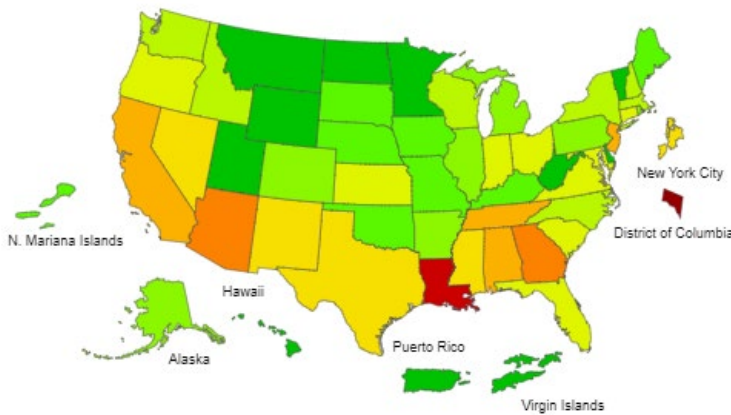 New York City
District of Columbia
N. Mariana Islands
Hawaii
Alaska
Puerto Rico
Virgin Islands